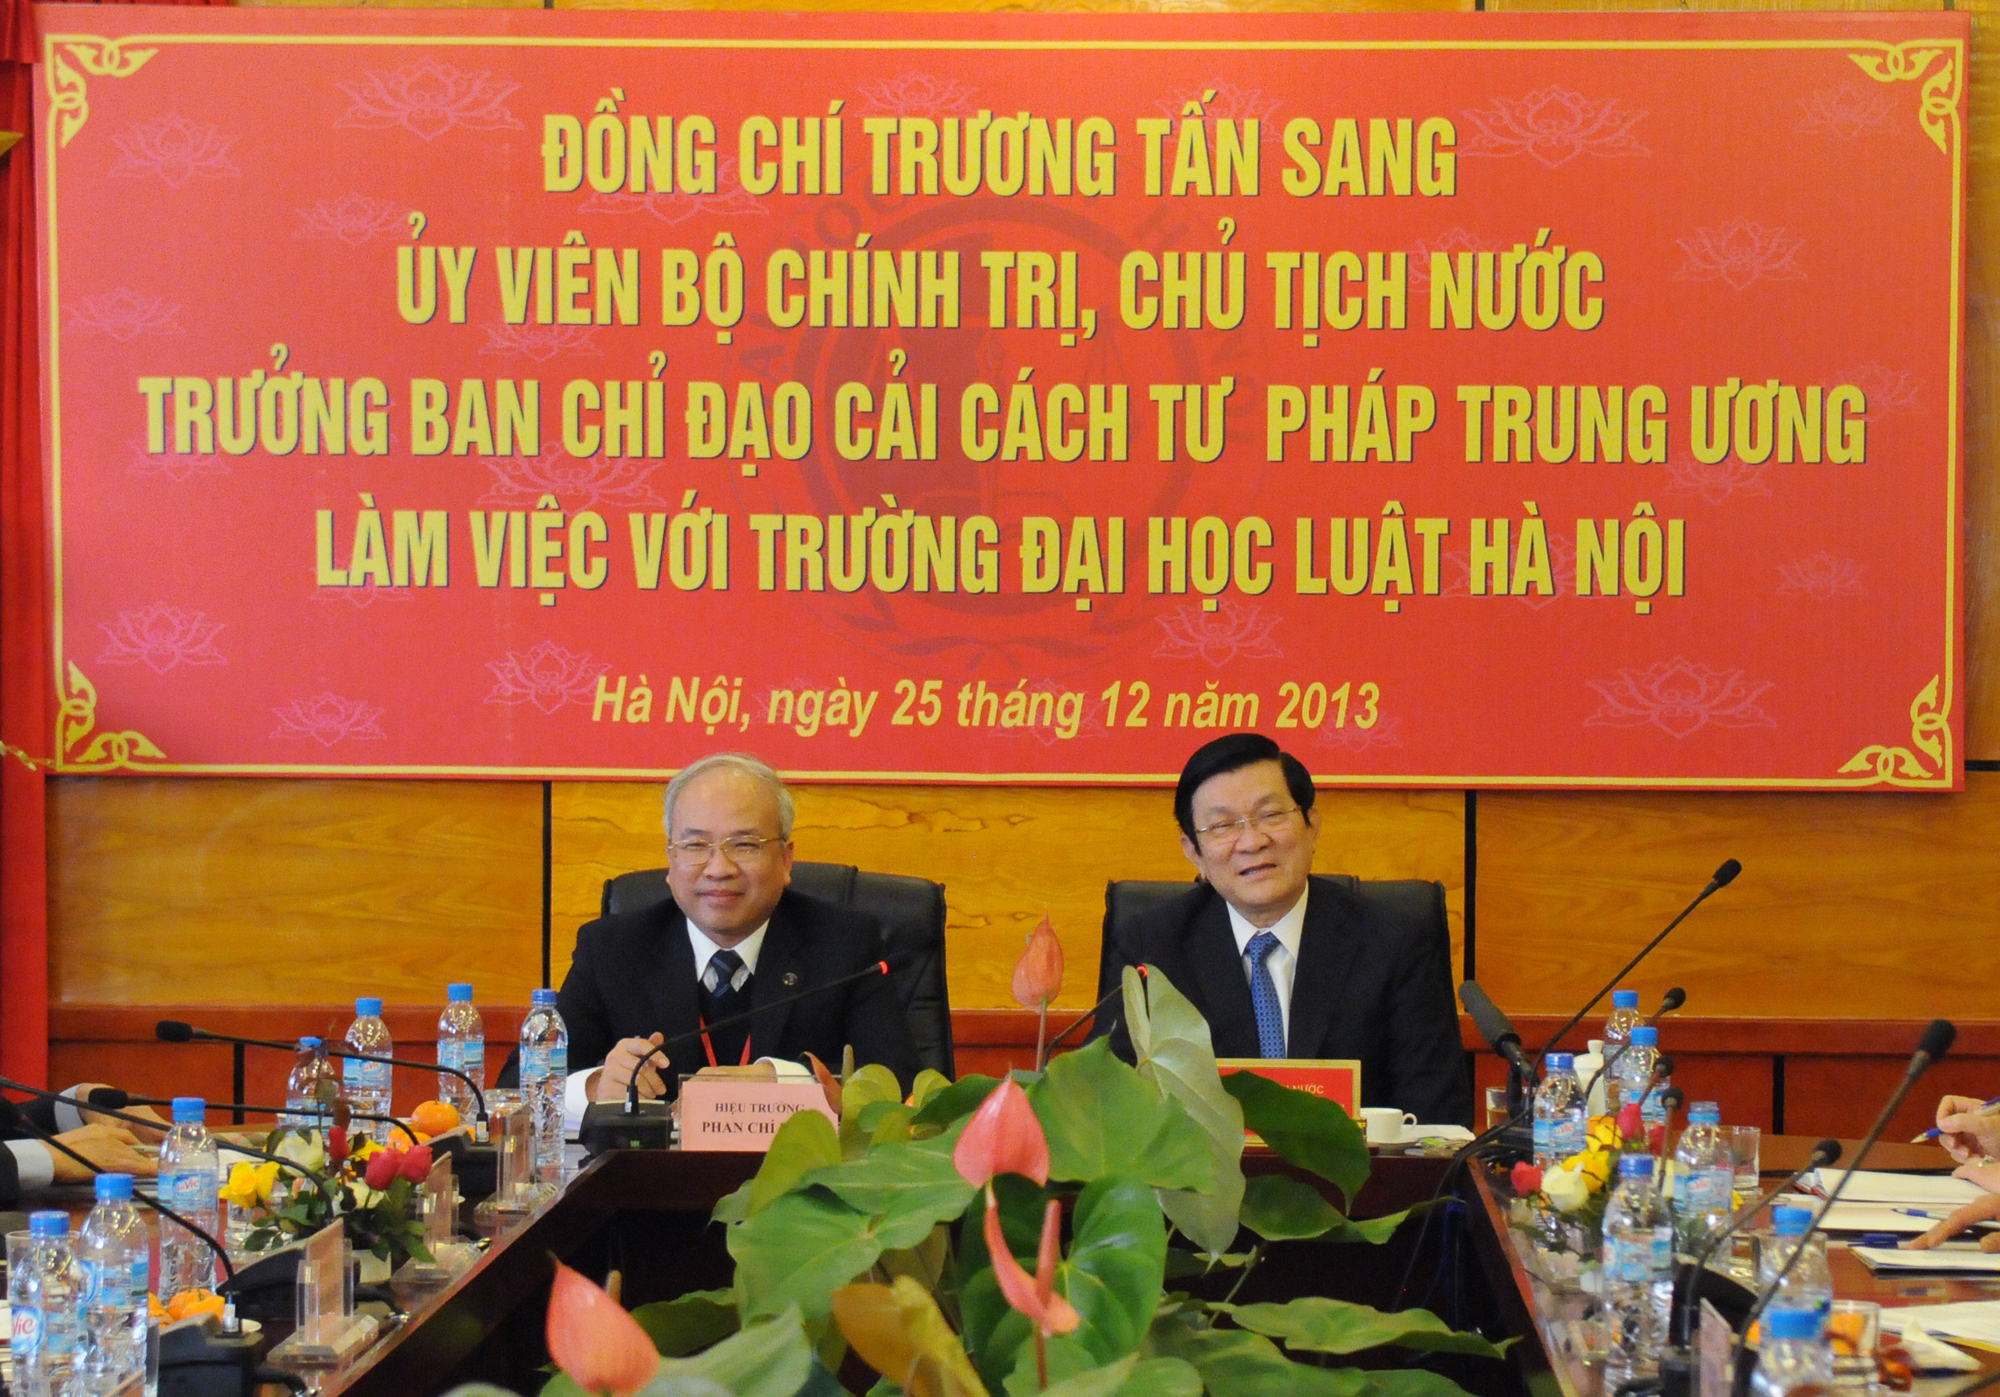 ĐỒNG CHÍ TRƯƠNG TẤN SANG
ỦY VIÊN BỘ CHÍNH TRỊ, CHỦ TỊCH NƯỚC
TRƯỞNG BAN CHỈ ĐẠO CẢI CÁCH TƯ PHÁP TRUNG ƯƠNG
LÀM VIỆC VỚI TRƯỜNG ĐẠI HỌC LUẬT HÀ NỘI
Hà Nội, ngày 25 tháng 12 năm 2013
HIỆU TRƯỞNG
PHAN CHÍ
NƯỚC